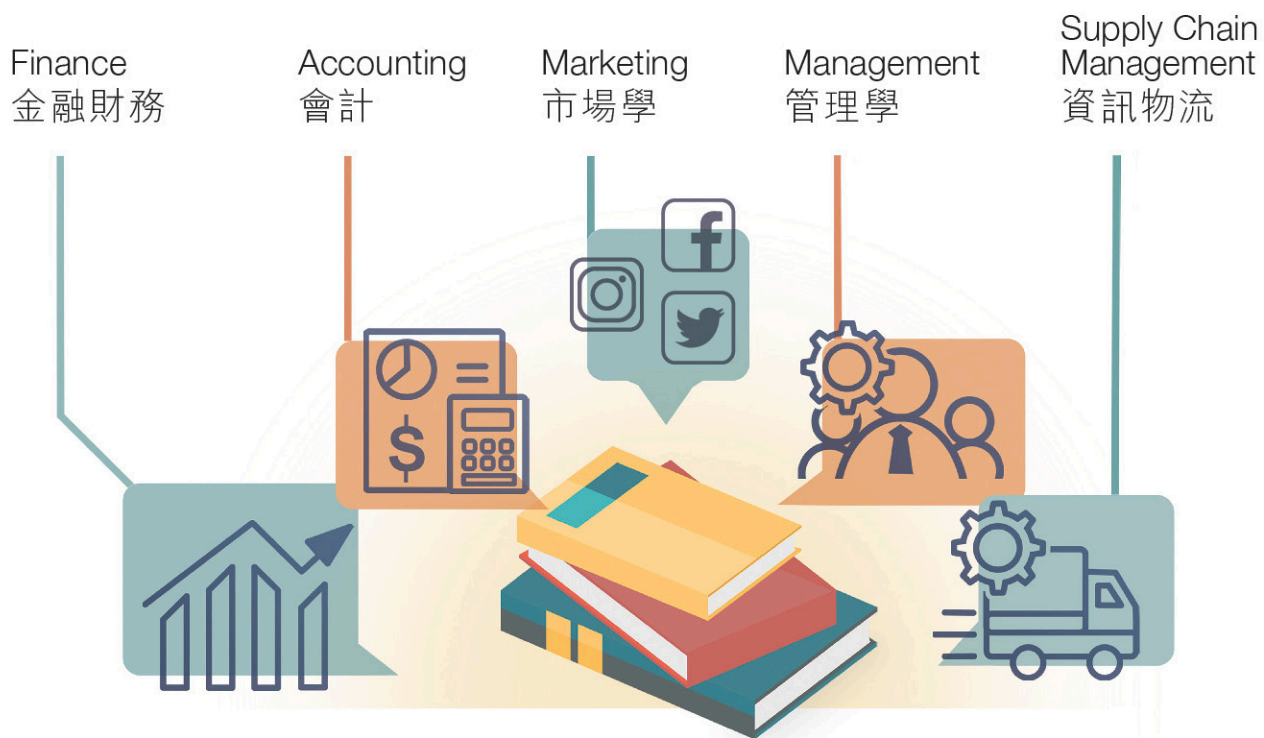 Finance
金融財務
Accounting
會計
Marketing
市場學
Management
管理學
Supply Chain
Management
資訊物流
$